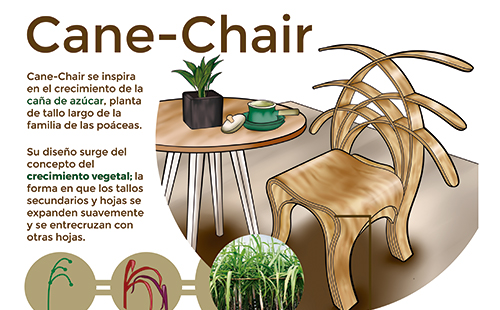 Cane-Chair
Cane-Chair se inspira
en el crecimiento de la
caña de azúcar, planta
de tallo largo de la
familia de las poáceas.
Su diseño surge del
concepto del
crecimiento vegetal; la
forma en que los tallos
secundarios y hojas se
expanden suavemente
y se entrecruzan con
otras hojas.